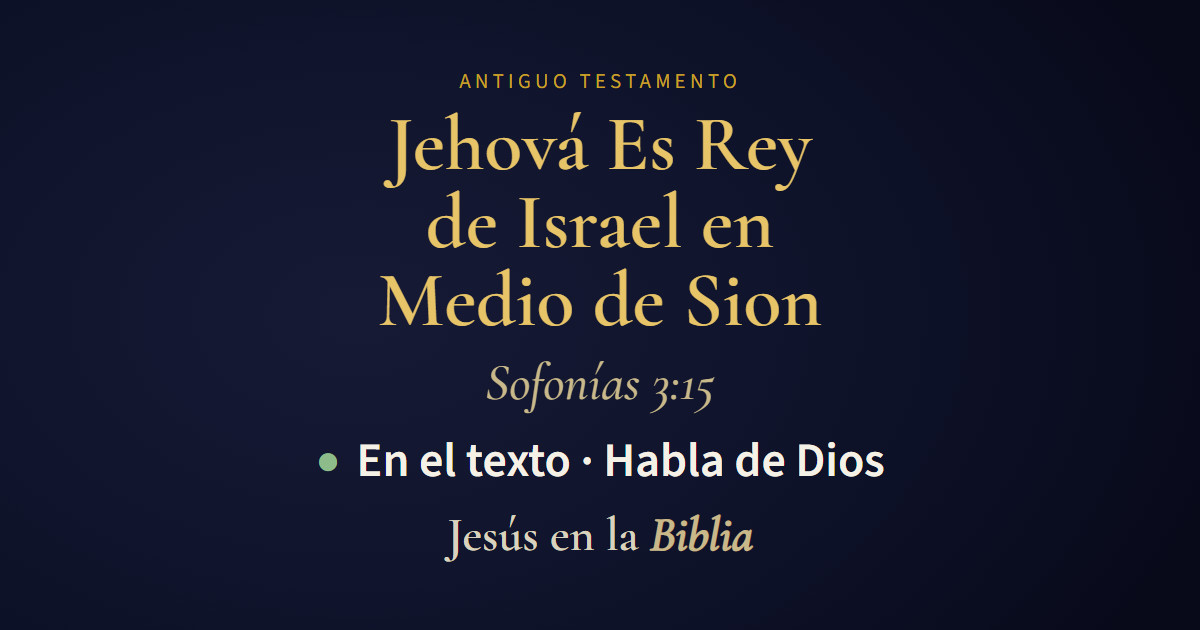 ANTIGUO TESTAMENTO
Jehová Es Rey
de Israel en
Medio de Sion
Sofonías 3:15
En el texto · Habla de Dios
Jesús en la Biblia